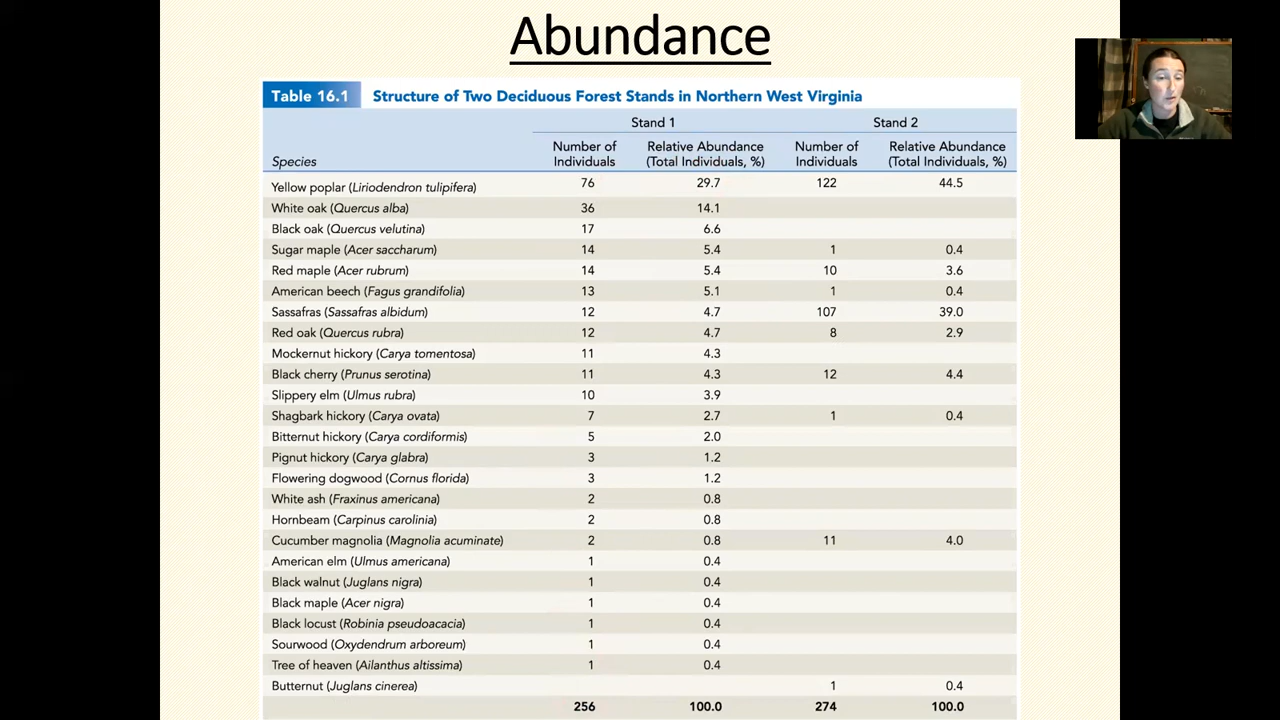 Abundance
Table 16.1 Structure of Two Deciduous Forest Stands in Northern West Virginia
Stand 1 Stand 2
Number of Relative Abundance Number of Relative Abundance
Species Individuals (Total Individuals, %) Individuals (Total Individuals, %)
Yellow poplar (Liriodendron tulipifera) 76 29.7 122 44.5
White oak (Quercus alba) 36 14.1
Black oak (Quercus velutina) 17 6.6
Sugar maple (Acer saccharum) 14 5.4 1 0.4
Red maple (Acer rubrum) 14 5.4 10 3.6
American beech (Fagus grandifolia) 13 5.1 1 0.4
Sassafras (Sassafras albidum) 12 4.7 107 39.0
Red oak (Quercus rubra) 12 4.7 8 2.9
Mockernut hickory (Carya tomentosa) 11 4.3
Black cherry (Prunus serotina) 11 4.3 12 4.4
Slippery elm (Ulmus rubra) 10 3.9
Shagbark hickory (Carya ovata) 7 2.7 1 0.4
Bitternut hickory (Carya cordiformis) 5 2.0
Pignut hickory (Carya glabra) 3 1.2
Flowering dogwood (Cornus florida) 3 1.2
White ash (Fraxinus americana) 2 0.8
Hornbeam (Carpinus carolinia) 2 0.8
Cucumber magnolia (Magnolia acuminate) 2 0.8 11 4.0
American elm (Ulmus americana) 1 0.4
Black walnut (Juglans nigra) 1 0.4
Black maple (Acer nigra) 1 0.4
Black locust (Robinia pseudoacacia) 1 0.4
Sourwood (Oxydendrum arboreum) 1 0.4
Tree of heaven (Ailanthus altissima) 1 0.4
Butternut (Juglans cinerea) 1 0.4
256 100.0 274 100.0